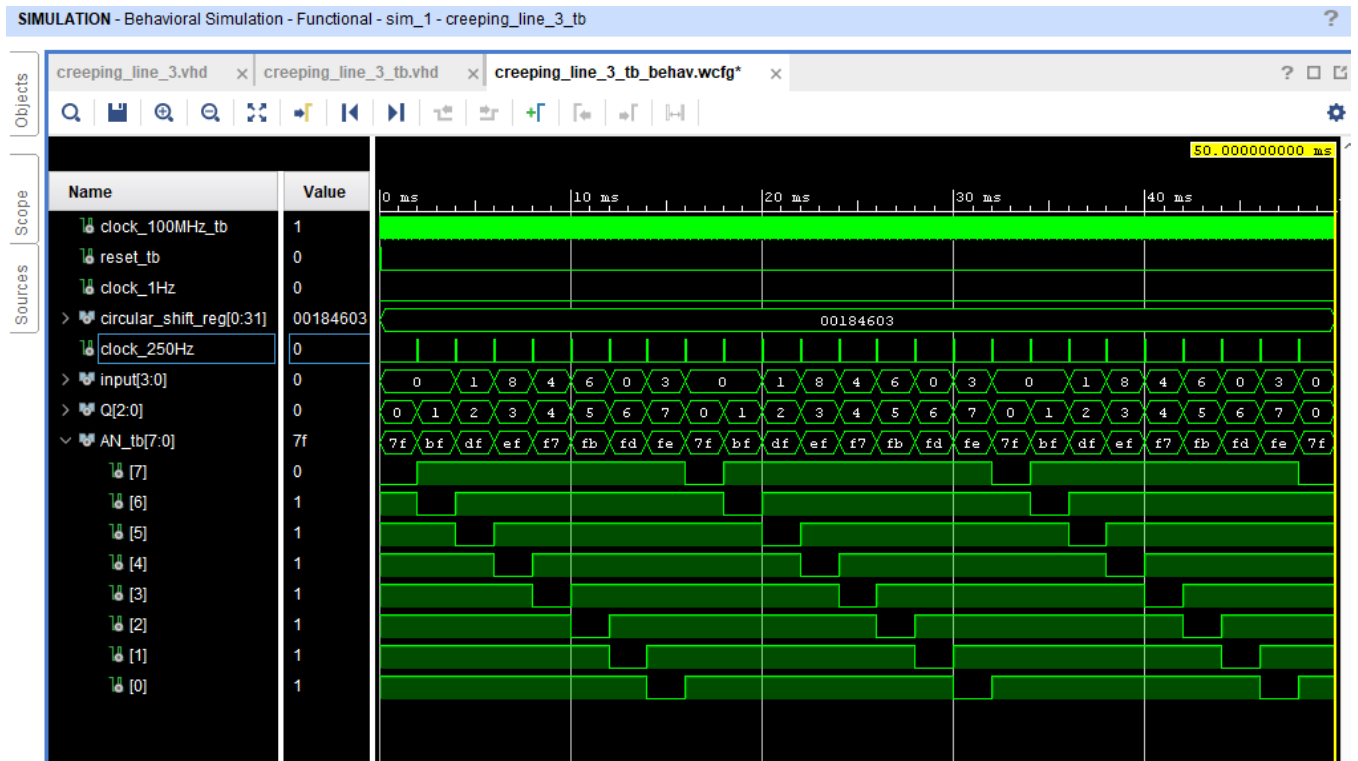 SIMULATION - Behavioral Simulation - Functional - sim_1 - creeping_line_3_tb ?
Objects
Scope
Sources
creeping_line_3.vhd × creeping_line_3_tb.vhd × creeping_line_3_tb_behav.wcfg* × ?
50.000000000 ms
Name Value 0 ms 10 ms 20 ms 30 ms 40 ms
clock_100MHz_tb 1
reset_tb 0
clock_1Hz 0
circular_shift_reg[0:31] 00184603 00184603
clock_250Hz 0
input[3:0] 0 0 1 8 4 6 0 3 0 1 8 4 6 0 3 0 1 8 4 6 0 3 0
Q[2:0] 0 0 1 2 3 4 5 6 7 0 1 2 3 4 5 6 7 0 1 2 3 4 5 6 7 0
AN_tb[7:0] 7f 7f bf df ef f7 fb fd fe 7f bf df ef f7 fb fd fe 7f bf df ef f7 fb fd fe 7f
[7] 0
[6] 1
[5] 1
[4] 1
[3] 1
[2] 1
[1] 1
[0] 1